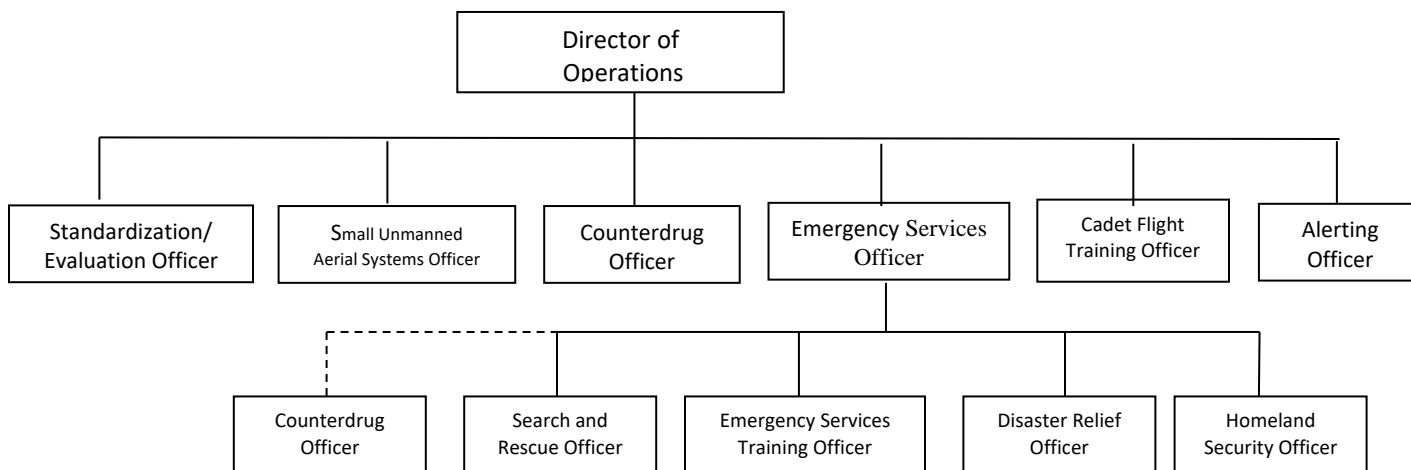 Director of
Operations
Standardization/
Evaluation Officer
Small Unmanned
Aerial Systems Officer
Counterdrug
Officer
Emergency Services
Officer
Cadet Flight
Training Officer
Alerting
Officer
Counterdrug
Officer
Search and
Rescue Officer
Emergency Services
Training Officer
Disaster Relief
Officer
Homeland
Security Officer